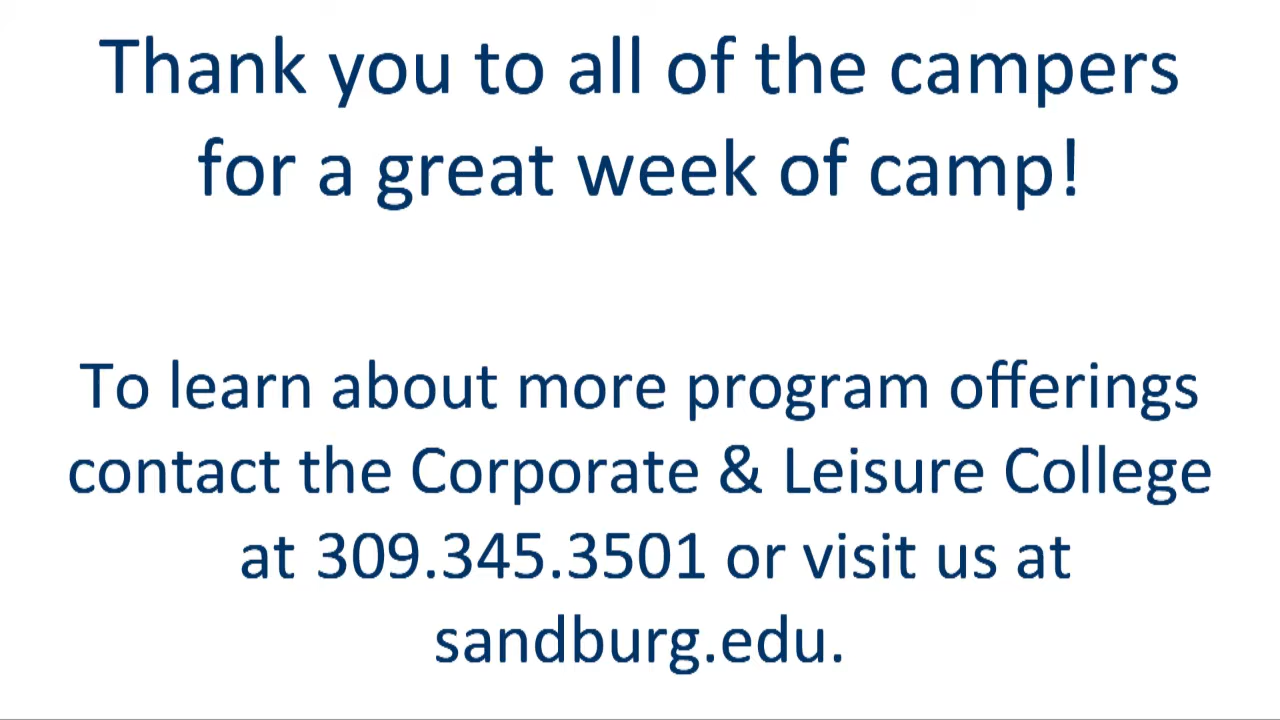 Thank you to all of the campers
for a great week of camp!
To learn about more program offerings
contact the Corporate & Leisure College
at 309.345.3501 or visit us at
sandburg.edu.